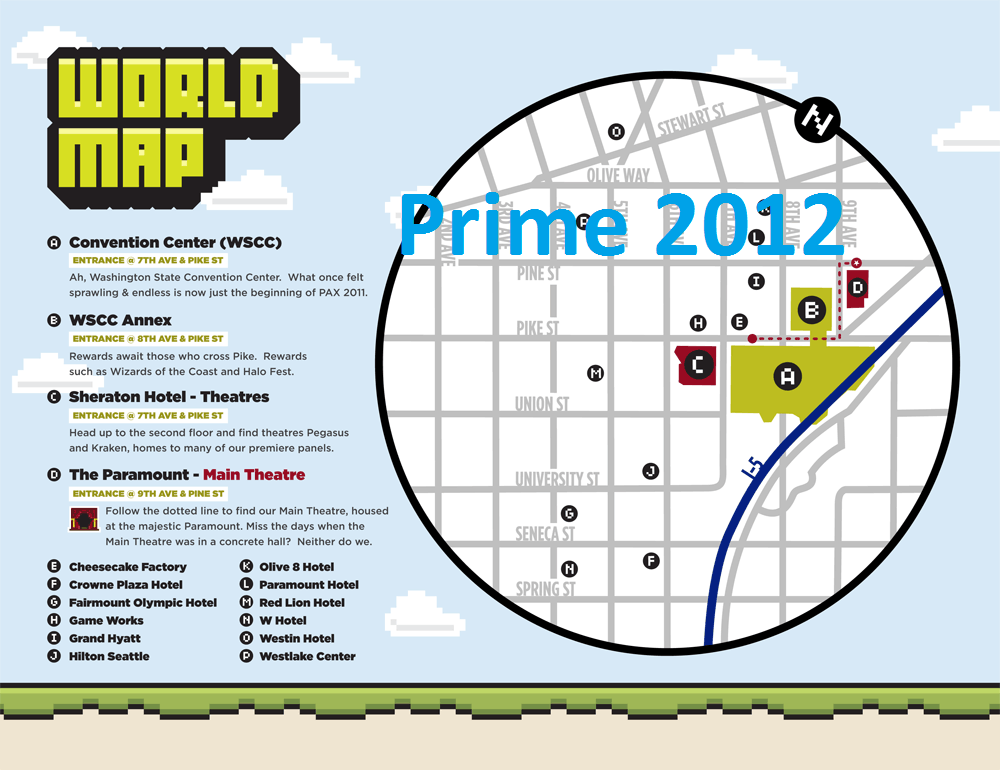 WORLD
MAP
A Convention Center (WSCC)
ENTRANCE @ 7TH AVE & PIKE ST
Ah, Washington State Convention Center. What once felt
sprawling & endless is now just the beginning of PAX 2011.
B WSCC Annex
ENTRANCE @ 8TH AVE & PIKE ST
Rewards await those who cross Pike. Rewards
such as Wizards of the Coast and Halo Fest.
C Sheraton Hotel - Theatres
ENTRANCE @ 7TH AVE & PIKE ST
Head up to the second floor and find theatres Pegasus
and Kraken, homes to many of our premiere panels.
D The Paramount - Main Theatre
ENTRANCE @ 9TH AVE & PINE ST
Follow the dotted line to find our Main Theatre, housed
at the majestic Paramount. Miss the days when the
Main Theatre was in a concrete hall? Neither do we.
E Cheesecake Factory
F Crowne Plaza Hotel
G Fairmount Olympic Hotel
H Game Works
I Grand Hyatt
J Hilton Seattle
K Olive 8 Hotel
L Paramount Hotel
M Red Lion Hotel
N W Hotel
O Westin Hotel
P Westlake Center
N
O
STEWART ST
OLIVE WAY
Prime 2012
3RD AVE
5TH AVE
8TH AVE
9TH AVE
P
L
PINE ST
I
D
B
PIKE ST
H
E
C
A
M
UNION ST
J
I-5
UNIVERSITY ST
G
SENECA ST
F
N
SPRING ST